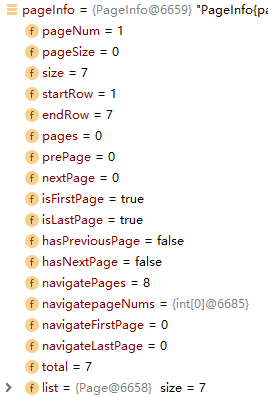 pageInfo = {PageInfo@6659} "PageInfo{pa
f pageNum = 1
f pageSize = 0
f size = 7
f startRow = 1
f endRow = 7
f pages = 0
f prePage = 0
f nextPage = 0
f isFirstPage = true
f isLastPage = true
f hasPreviousPage = false
f hasNextPage = false
f navigatePages = 8
f navigatepageNums = {int[0]@6685}
f navigateFirstPage = 0
f navigateLastPage = 0
f total = 7
f list = {Page@6658} size = 7